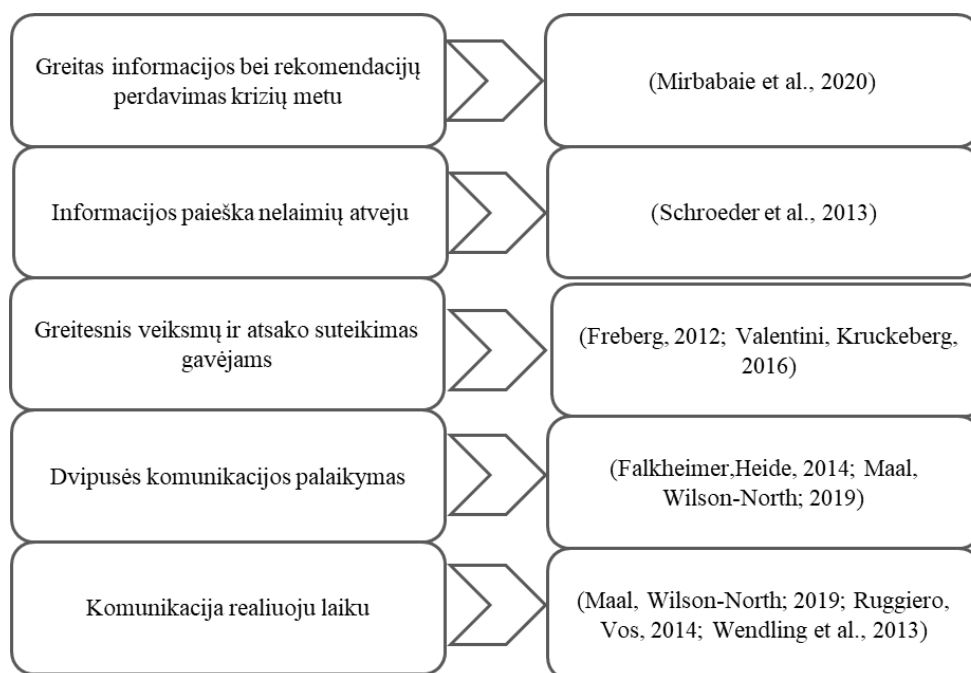 Greitas informacijos bei rekomendacijų
perdavimas krizių metu
(Mirbabaie et al., 2020)
Informacijos paieška nelaimių atveju
(Schroeder et al., 2013)
Greitesnis veiksmų ir atsako suteikimas
gavėjams
(Freberg, 2012; Valentini, Kruckeberg,
2016)
Dvipusės komunikacijos palaikymas
(Falkheimer,Heide, 2014; Maal,
Wilson-North; 2019)
Komunikacija realiuoju laiku
(Maal, Wilson-North; 2019; Ruggiero,
Vos, 2014; Wendling et al., 2013)